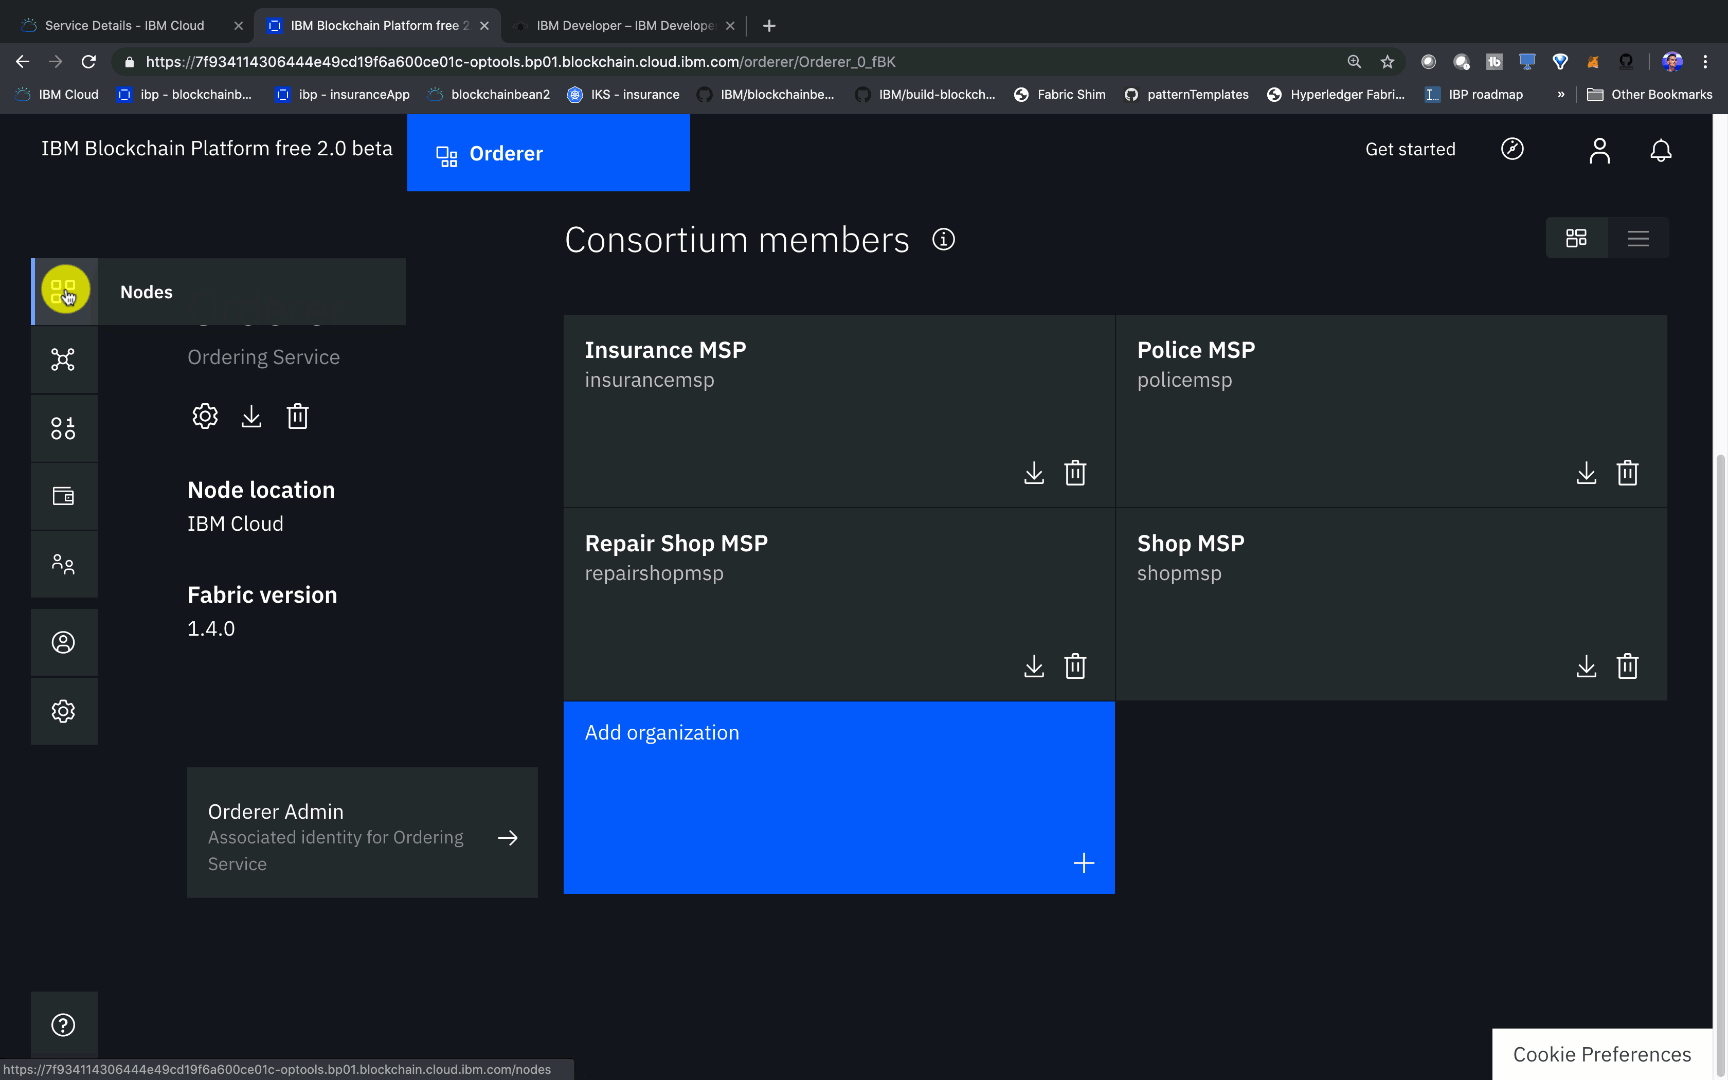 Service Details - IBM Cloud
IBM Blockchain Platform free 2
IBM Developer – IBM Develope
https://7f934114306444e49cd19f6a600ce01c-optools.bp01.blockchain.cloud.ibm.com/orderer/Orderer_0_fBK
IBM Cloud
ibp - blockchainb...
ibp - insuranceApp
blockchainbean2
IKS - insurance
IBM/blockchainbe...
IBM/build-blockch...
Fabric Shim
patternTemplates
Hyperledger Fabri...
IBP roadmap
»
Other Bookmarks
IBM Blockchain Platform free 2.0 beta
Orderer
Get started
Consortium members
Nodes
Ordering Service
Node location
IBM Cloud
Fabric version
1.4.0
Orderer Admin
Associated identity for Ordering
Service
Insurance MSP
insurancemsp
Police MSP
policemsp
Repair Shop MSP
repairshopmsp
Shop MSP
shopmsp
Add organization
Cookie Preferences
https://7f934114306444e49cd19f6a600ce01c-optools.bp01.blockchain.cloud.ibm.com/nodes